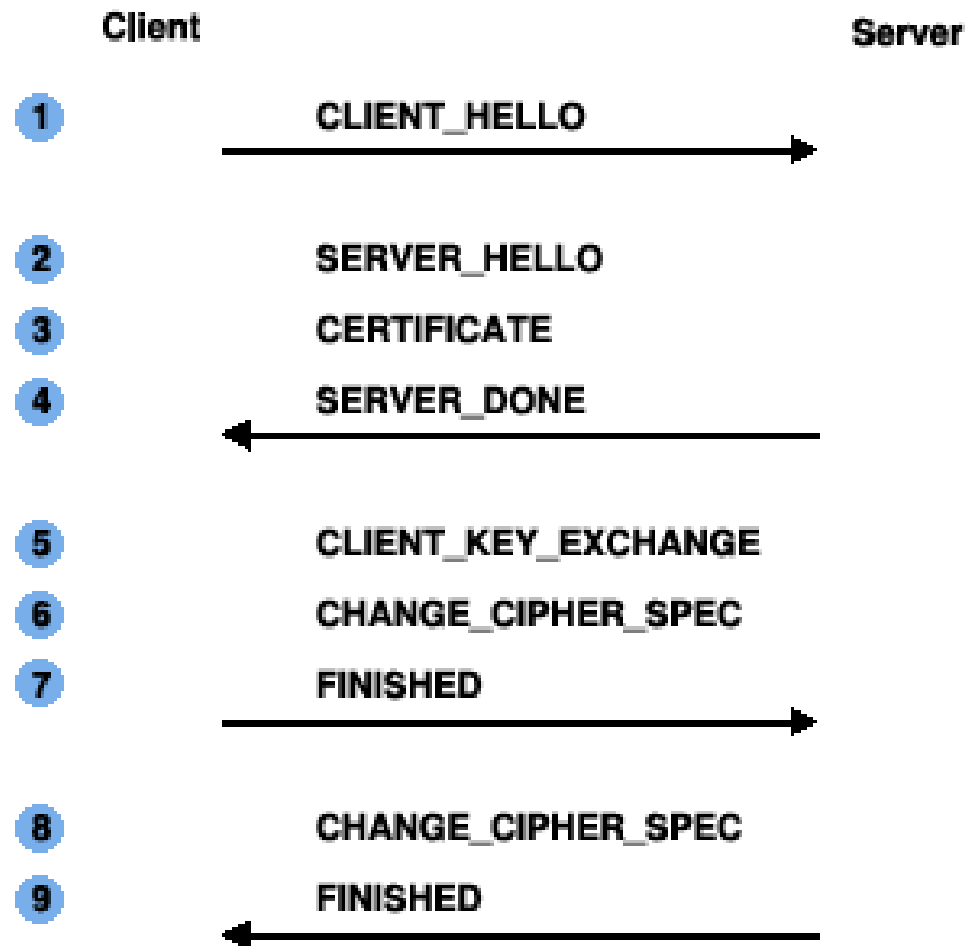 Client
Server
1 CLIENT_HELLO
2 SERVER_HELLO
3 CERTIFICATE
4 SERVER_DONE
5 CLIENT_KEY_EXCHANGE
6 CHANGE_CIPHER_SPEC
7 FINISHED
8 CHANGE_CIPHER_SPEC
9 FINISHED